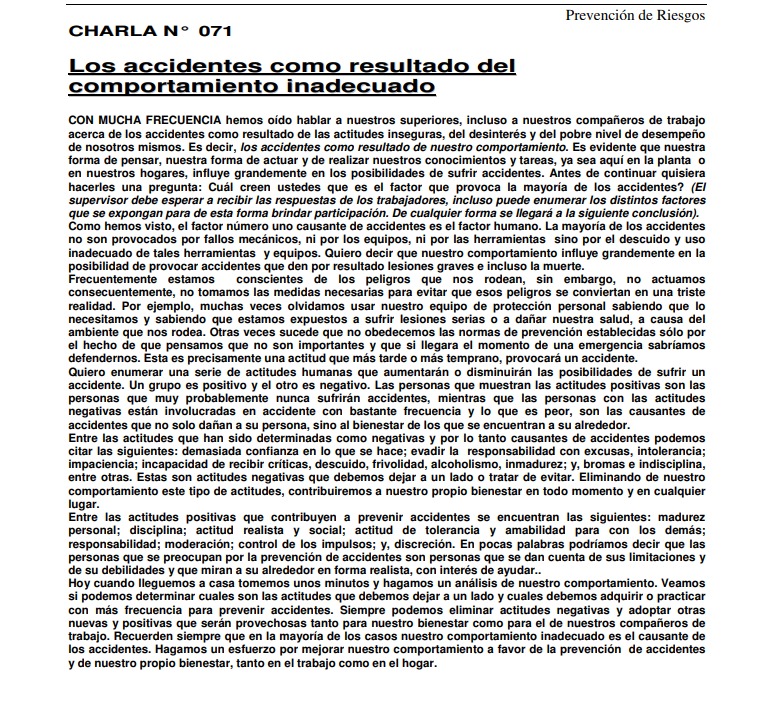 Prevención de Riesgos
CHARLA N° 071
Los accidentes como resultado del
comportamiento inadecuado
CON MUCHA FRECUENCIA hemos oído hablar a nuestros superiores, incluso a nuestros compañeros de trabajo
acerca de los accidentes como resultado de las actitudes inseguras, del desinterés y del pobre nivel de desempeño
de nosotros mismos. Es decir, los accidentes como resultado de nuestro comportamiento. Es evidente que nuestra
forma de pensar, nuestra forma de actuar y de realizar nuestros conocimientos y tareas, ya sea aquí en la planta o
en nuestros hogares, influye grandemente en los posibilidades de sufrir accidentes. Antes de continuar quisiera
hacerles una pregunta: Cuál creen ustedes que es el factor que provoca la mayoría de los accidentes? (El
supervisor debe esperar a recibir las respuestas de los trabajadores, incluso puede enumerar los distintos factores
que se expongan para de esta forma brindar participación. De cualquier forma se llegará a la siguiente conclusión).
Como hemos visto, el factor número uno causante de accidentes es el factor humano. La mayoría de los accidentes
no son provocados por fallos mecánicos, ni por los equipos, ni por las herramientas sino por el descuido y uso
inadecuado de tales herramientas y equipos. Quiero decir que nuestro comportamiento influye grandemente en la
posibilidad de provocar accidentes que den por resultado lesiones graves e incluso la muerte.
Frecuentemente estamos conscientes de los peligros que nos rodean, sin embargo, no actuamos
consecuentemente, no tomamos las medidas necesarias para evitar que esos peligros se conviertan en una triste
realidad. Por ejemplo, muchas veces olvidamos usar nuestro equipo de protección personal sabiendo que lo
necesitamos y sabiendo que estamos expuestos a sufrir lesiones serias o a dañar nuestra salud, a causa del
ambiente que nos rodea. Otras veces sucede que no obedecemos las normas de prevención establecidas sólo por
el hecho de que pensamos que no son importantes y que si llegara el momento de una emergencia sabríamos
defendernos. Esta es precisamente una actitud que más tarde o más temprano, provocará un accidente.
Quiero enumerar una serie de actitudes humanas que aumentarán o disminuirán las posibilidades de sufrir un
accidente. Un grupo es positivo y el otro es negativo. Las personas que muestran las actitudes positivas son las
personas que muy probablemente nunca sufrirán accidentes, mientras que las personas con las actitudes
negativas están involucradas en accidente con bastante frecuencia y lo que es peor, son las causantes de
accidentes que no solo dañan a su persona, sino al bienestar de los que se encuentran a su alrededor.
Entre las actitudes que han sido determinadas como negativas y por lo tanto causantes de accidentes podemos
citar las siguientes: demasiada confianza en lo que se hace; evadir la responsabilidad con excusas, intolerancia;
impaciencia; incapacidad de recibir críticas, descuido, frivolidad, alcoholismo, inmadurez; y, bromas e indisciplina,
entre otras. Estas son actitudes negativas que debemos dejar a un lado o tratar de evitar. Eliminando de nuestro
comportamiento este tipo de actitudes, contribuiremos a nuestro propio bienestar en todo momento y en cualquier
lugar.
Entre las actitudes positivas que contribuyen a prevenir accidentes se encuentran las siguientes: madurez
personal; disciplina; actitud realista y social; actitud de tolerancia y amabilidad para con los demás;
responsabilidad; moderación; control de los impulsos; y, discreción. En pocas palabras podríamos decir que las
personas que se preocupan por la prevención de accidentes son personas que se dan cuenta de sus limitaciones y
de su debilidades y que miran a su alrededor en forma realista, con interés de ayudar..
Hoy cuando lleguemos a casa tomemos unos minutos y hagamos un análisis de nuestro comportamiento. Veamos
si podemos determinar cuales son las actitudes que debemos dejar a un lado y cuales debemos adquirir o practicar
con más frecuencia para prevenir accidentes. Siempre podemos eliminar actitudes negativas y adoptar otras
nuevas y positivas que serán provechosas tanto para nuestro bienestar como para el de nuestros compañeros de
trabajo. Recuerden siempre que en la mayoría de los casos nuestro comportamiento inadecuado es el causante de
los accidentes. Hagamos un esfuerzo por mejorar nuestro comportamiento a favor de la prevención de accidentes
y de nuestro propio bienestar, tanto en el trabajo como en el hogar.